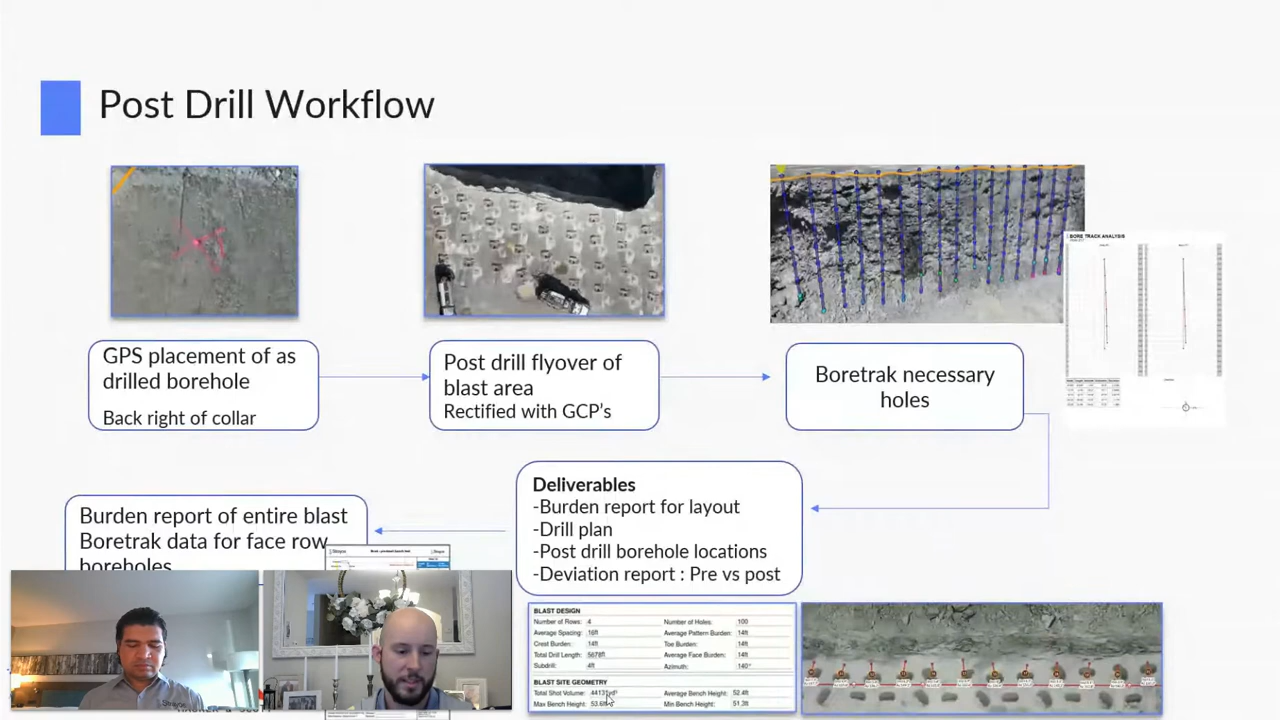 Post Drill Workflow
BORE TRACK ANALYSIS
GPS placement of as
drilled borehole
Back right of collar
Post drill flyover of
blast area
Rectified with GCP's
Boretrak necessary
holes
Burden report of entire blast
Boretrak data for face row
boreholes
Deliverables
-Burden report for layout
-Drill plan
-Post drill borehole locations
-Deviation report : Pre vs post
BLAST DESIGN
Number of Rows: 4 Number of Holes: 100
Average Spacing: 16ft Average Pattern Burden: 14ft
Crest Burden: 14ft Toe Burden: 14ft
Total Drill Length: 5678ft Average Face Burden: 14ft
Subdrill: 4ft Azimuth: 140°
BLAST SITE GEOMETRY
Total Shot Volume: 44131yd³ Average Bench Height: 52.4ft
Max Bench Height: 53.6ft Min Bench Height: 51.3ft